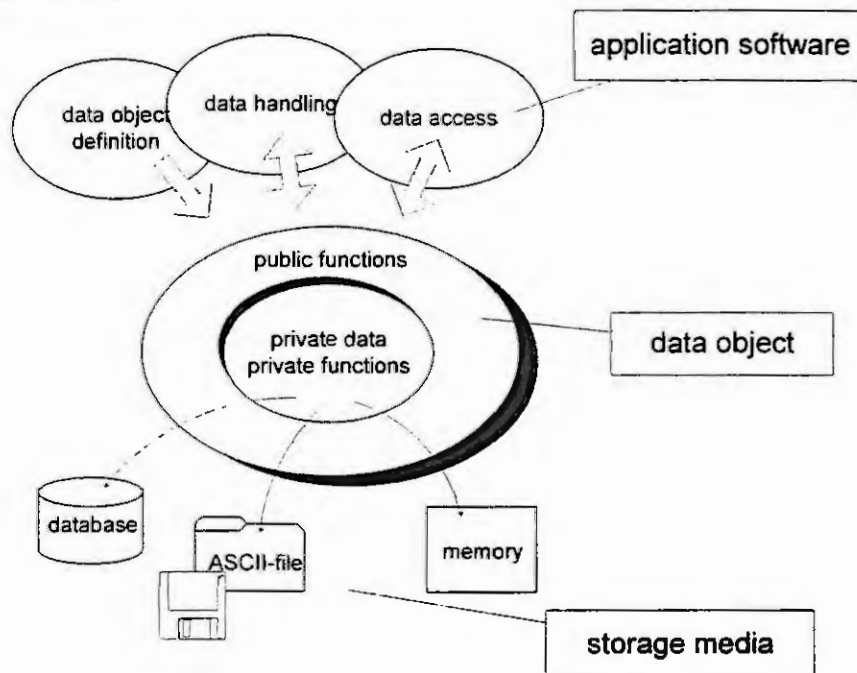 application software
data object
definition
data handling
data access
public functions
private data
private functions
data object
database
ASCII-file
memory
storage media